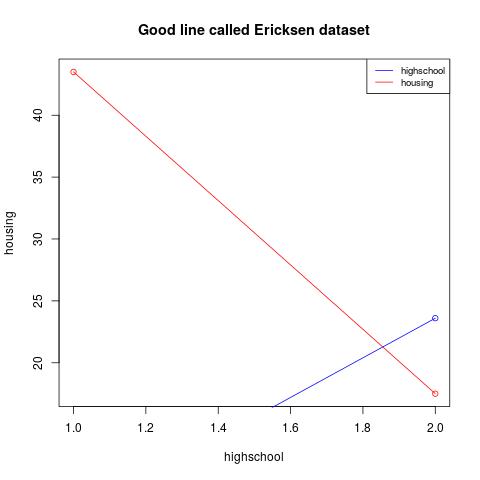 Good line called Ericksen dataset
highschool
housing
housing
40
35
30
25
20
1.0 1.2 1.4 1.6 1.8 2.0
highschool